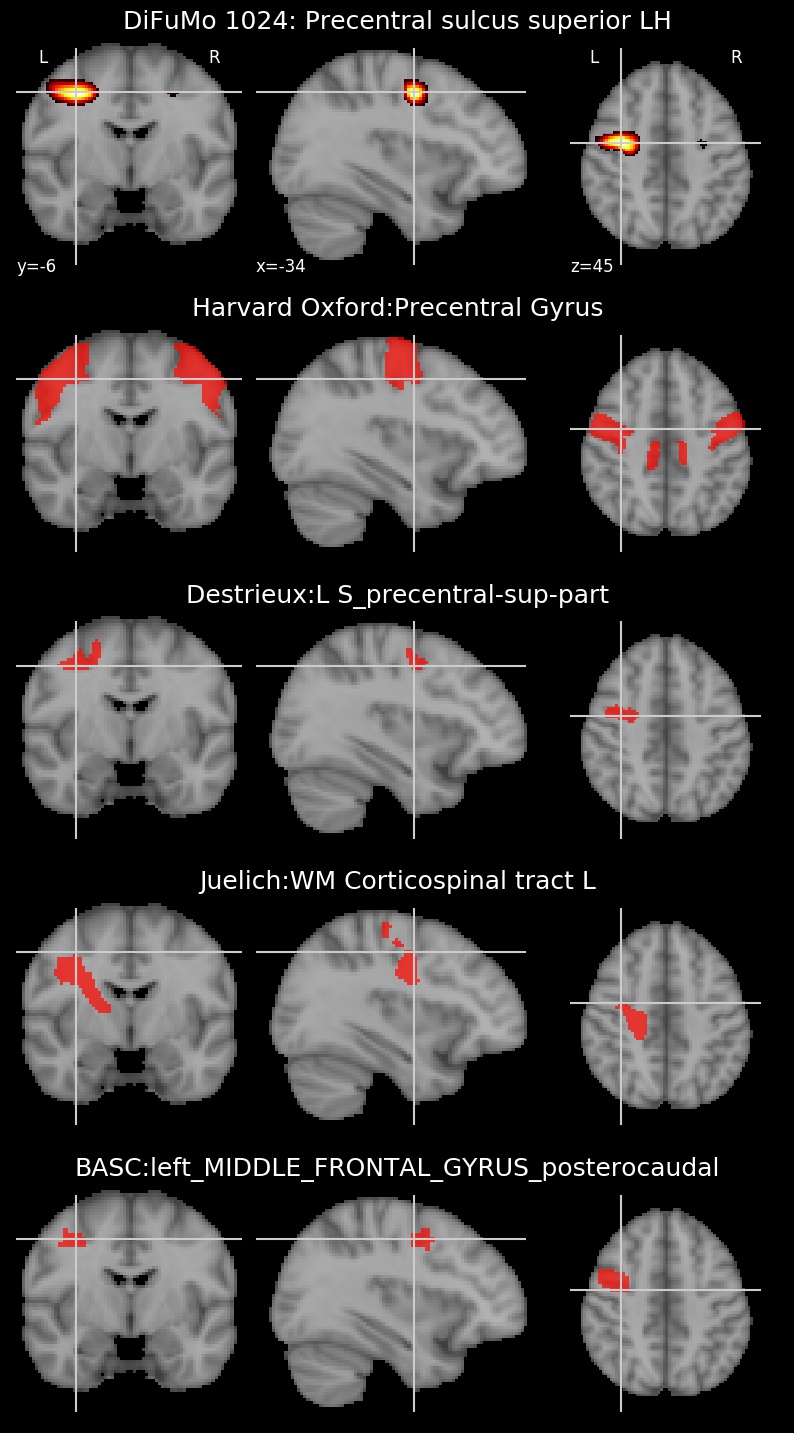 DiFuMo 1024: Precentral sulcus superior LH
L R L R
y=-6 x=-34 z=45
Harvard Oxford:Precentral Gyrus
Destrieux:L S_precentral-sup-part
Juelich:WM Corticospinal tract L
BASC:left_MIDDLE_FRONTAL_GYRUS_posterocaudal